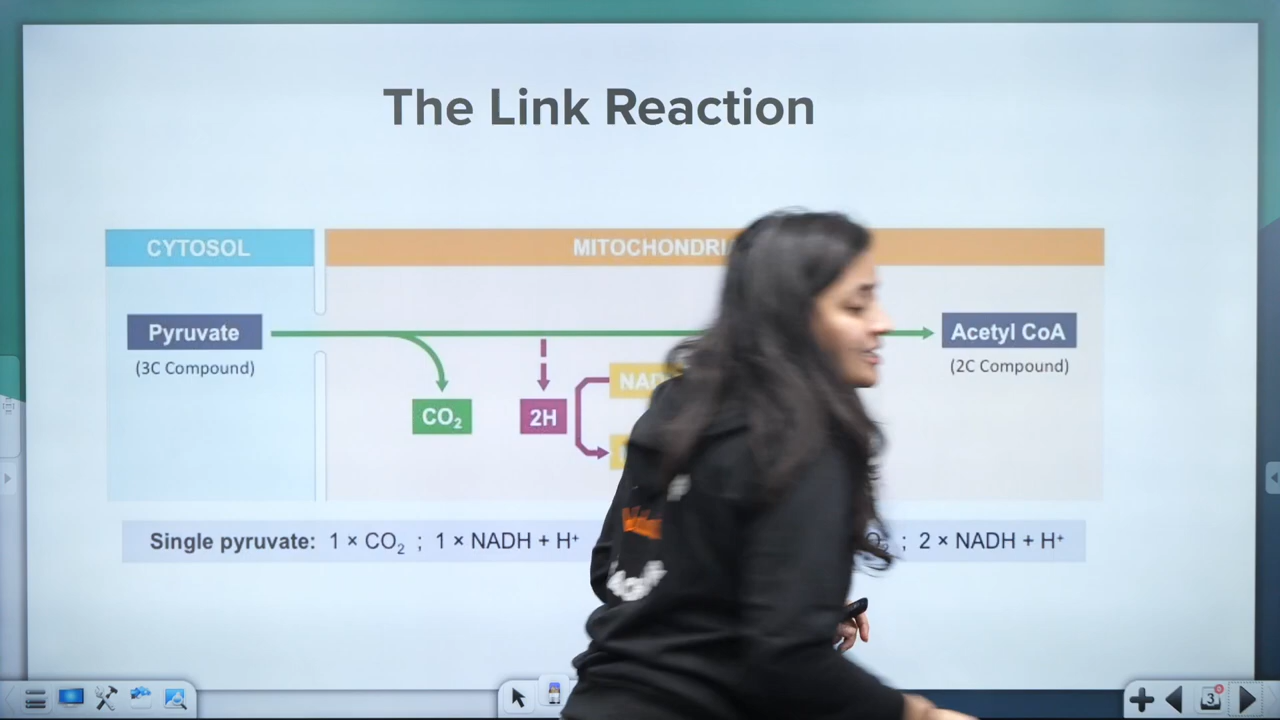 The Link Reaction
CYTOSOL
MITOCHONDRI
Pyruvate
(3C Compound)
Acetyl CoA
(2C Compound)
NAD
CO₂
2H
Single pyruvate: 1 × CO₂ ; 1 × NADH + H⁺
; 2 × NADH + H⁺
3